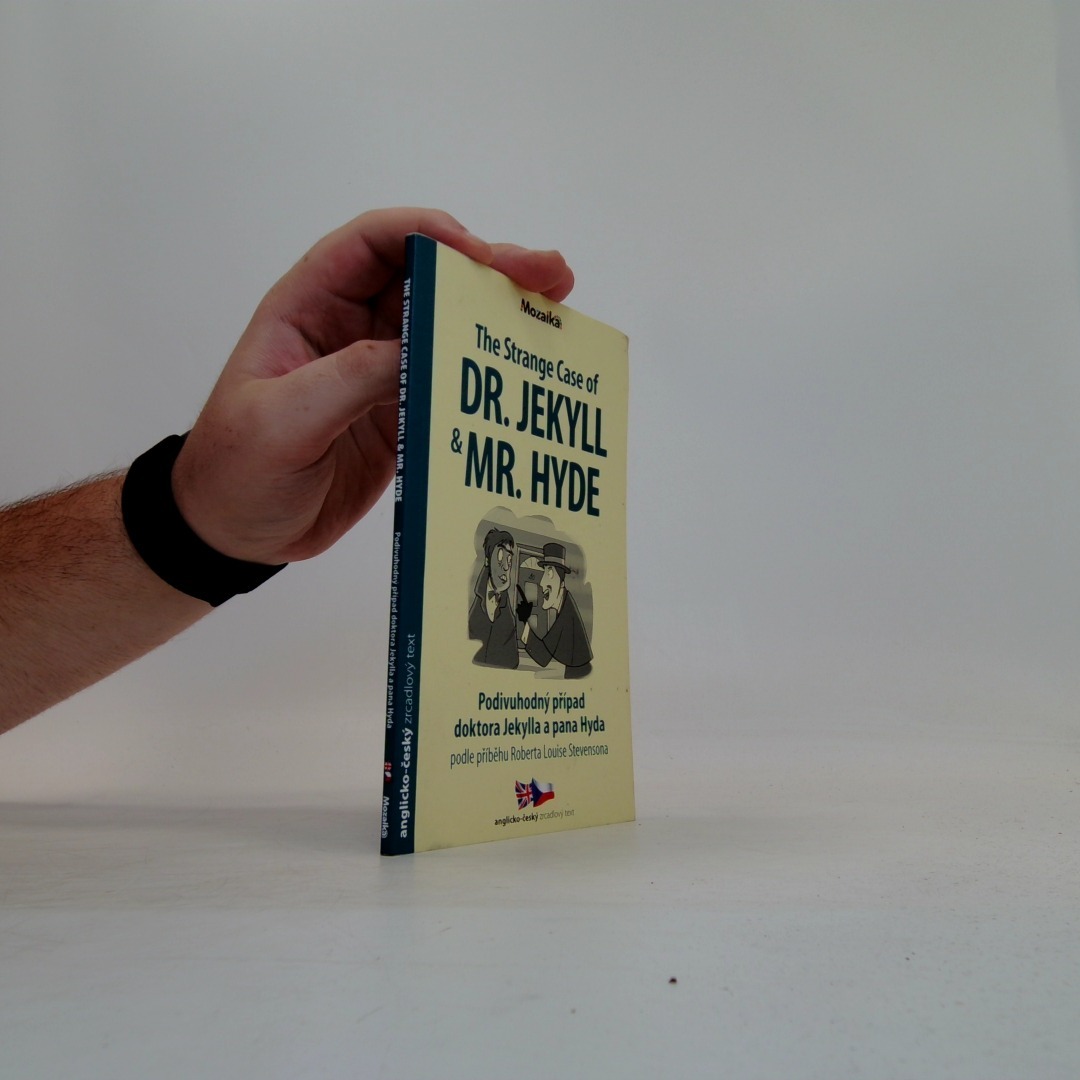 THE STRANGE CASE OF DR. JEKYLL & MR. HYDE
Podivuhodný případ doktora Jekylla a pana Hyda
anglicko-český zrcadlový text
Mozaika
Mozaika
The Strange Case of
DR. JEKYLL
& MR. HYDE
Podivuhodný případ
doktora Jekylla a pana Hyda
podle příběhu Roberta Louise Stevensona
anglicko-český zrcadlový text